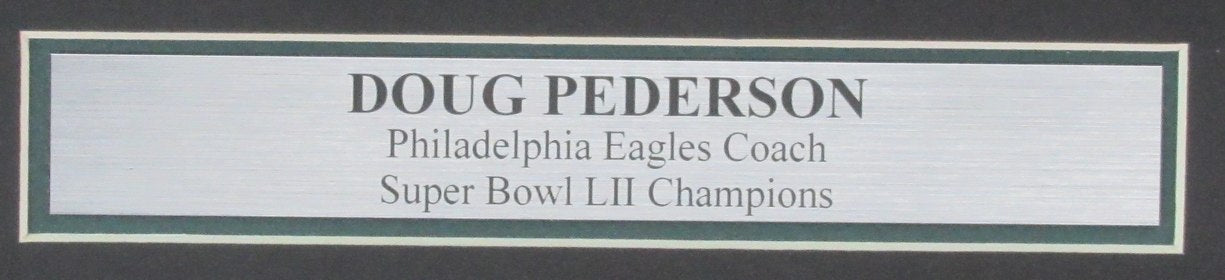 DOUG PEDERSON
Philadelphia Eagles Coach
Super Bowl LII Champions